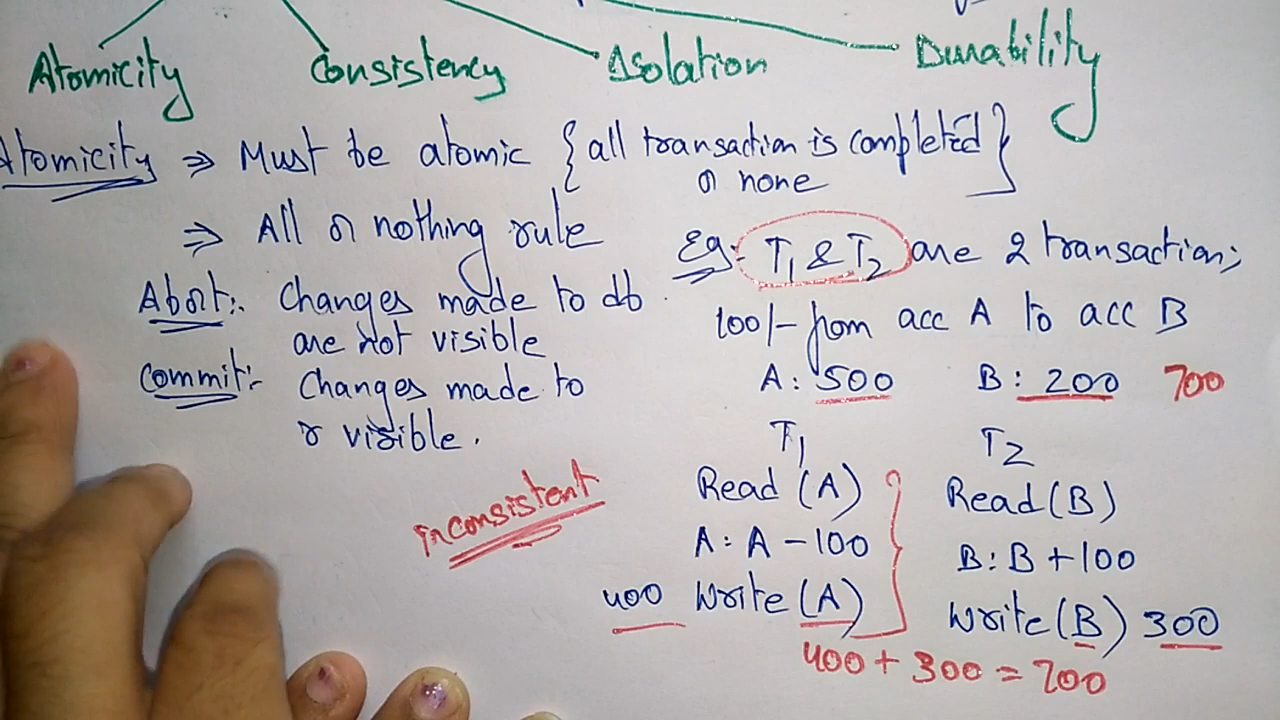 Atomicity Consistency Isolation Durability
Atomicity ⇒ Must be atomic {all transaction is completed}
or none
⇒ All or nothing rule
Abort:- Changes made to db
are not visible
Commit:- Changes made to
r visible.
inconsistent
Eg:- T1 & T2 are 2 transaction;
100/- from acc A to acc B
A: 500 B: 200 700
T1 T2
Read (A) Read (B)
A: A - 100 B: B + 100
400 Write (A) Write (B) 300
400 + 300 = 700